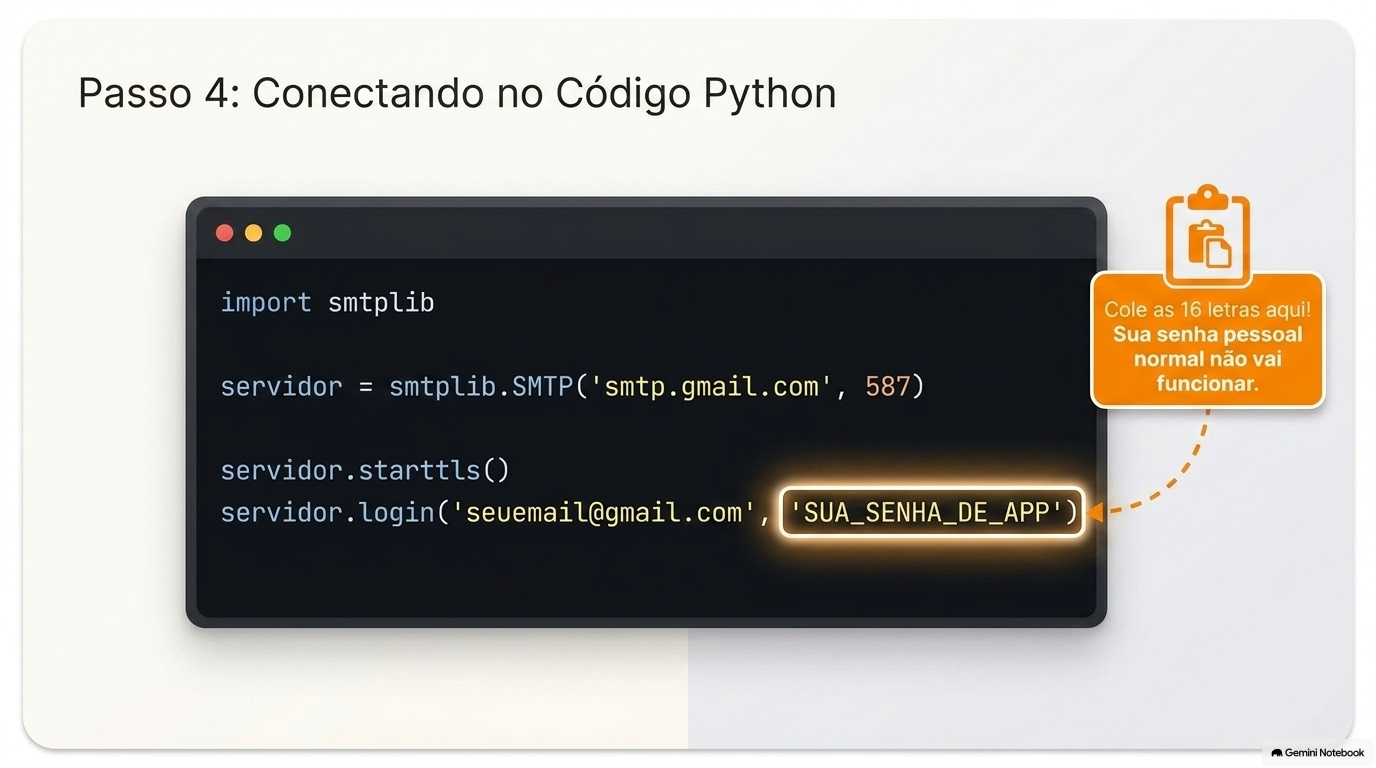 Passo 4: Conectando no Código Python
import smtplib
servidor = smtplib.SMTP('smtp.gmail.com', 587)
servidor.starttls()
servidor.login('seuemail@gmail.com', 'SUA_SENHA_DE_APP')
Cole as 16 letras aqui!
Sua senha pessoal
normal não vai
funcionar.
Gemini Notebook